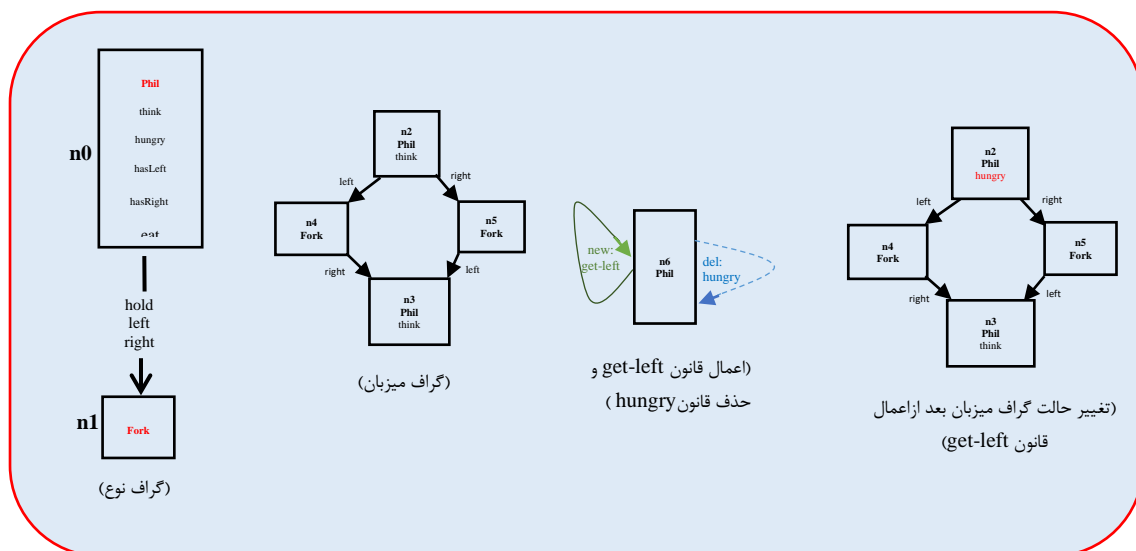 Phil
think
hungry
hasLeft
hasRight
eat
n0
hold
left
right
n1
Fork
(گراف نوع)
n2
Phil
think
left
right
n4
Fork
n5
Fork
right
left
n3
Phil
think
(گراف میزبان)
new:
get-left
n6
Phil
del:
hungry
(اعمال قانون get-left و
حذف قانون hungry )
n2
Phil
hungry
left
right
n4
Fork
n5
Fork
right
left
n3
Phil
think
(تغییر حالت گراف میزبان بعد ازاعمال
قانون get-left)